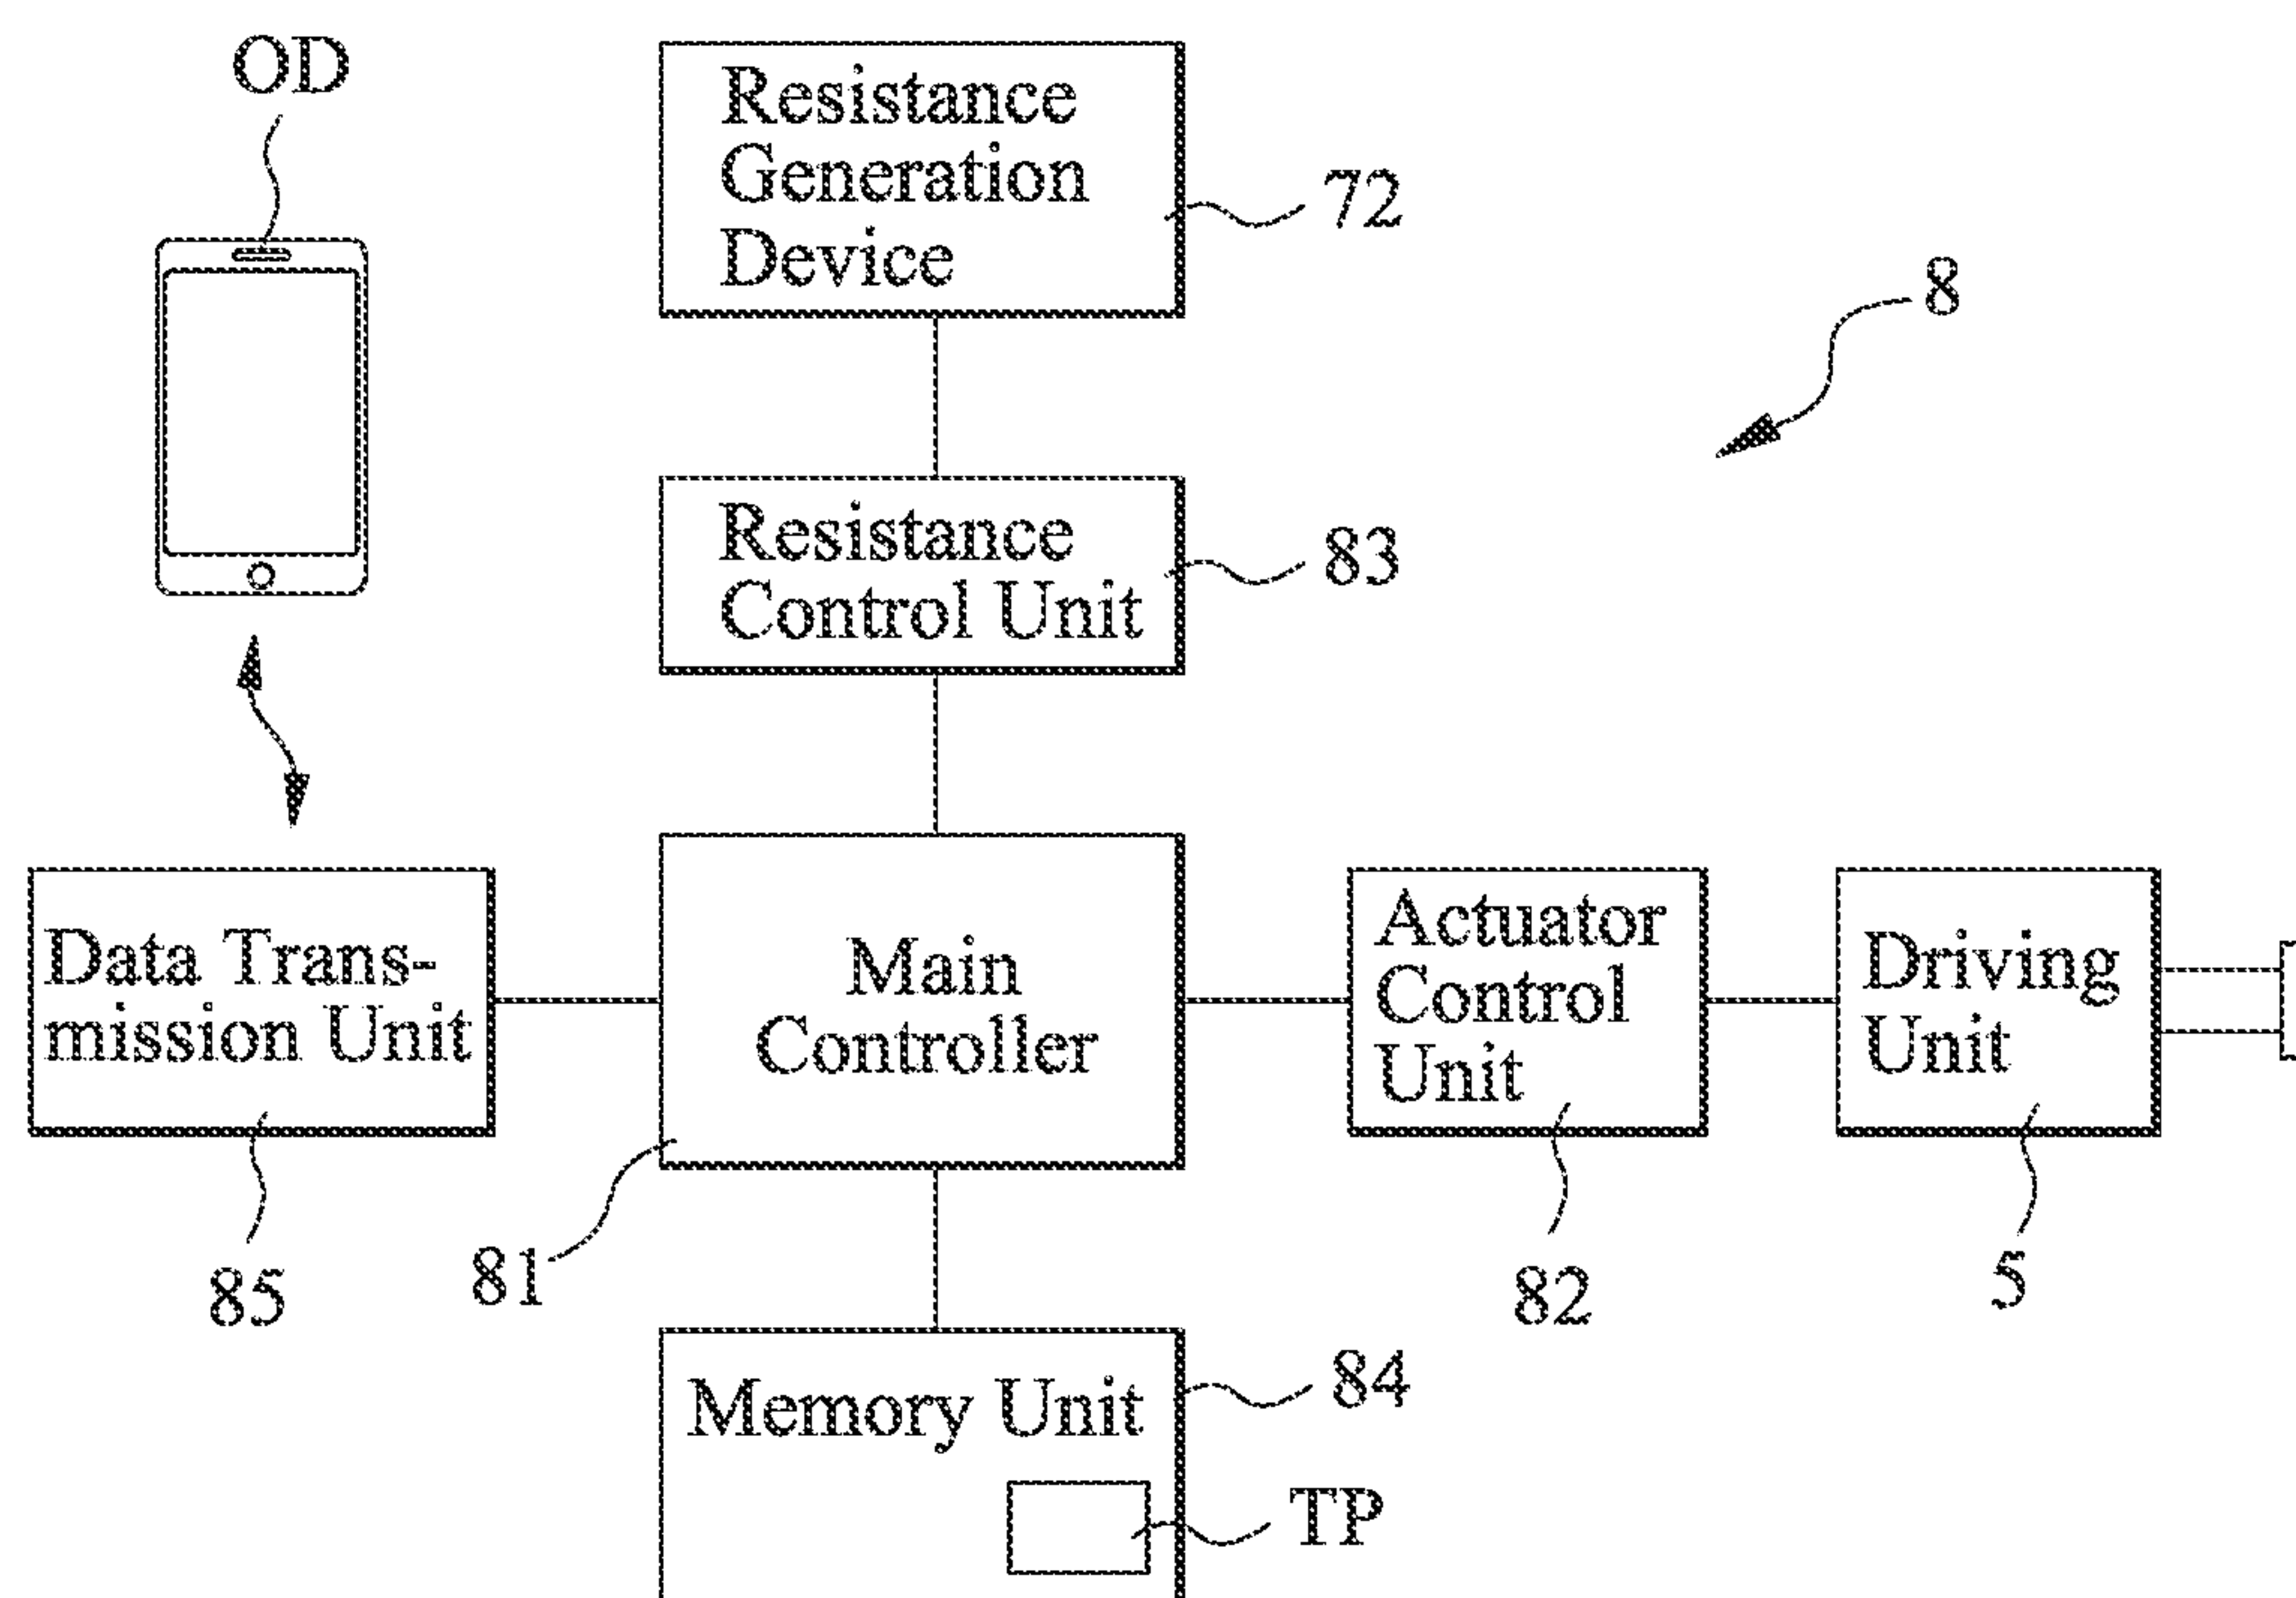 OD
Resistance
Generation
Device
72
8
Resistance
Control Unit
83
Data Trans-
mission Unit
Main
Controller
Actuator
Control
Unit
Driving
Unit
85
81
82
5
Memory Unit
84
TP